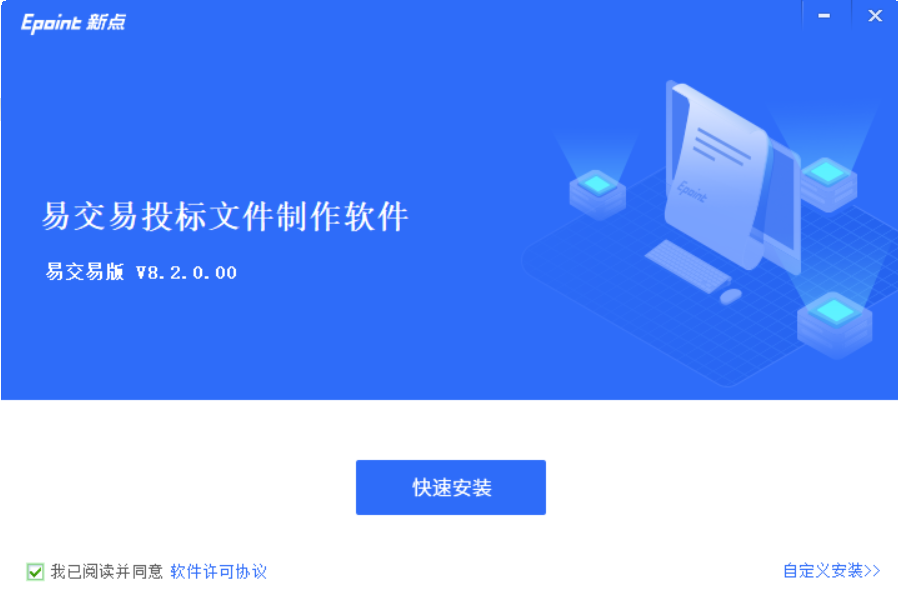 Epoint 新点
易交易投标文件制作软件
Epoint
易交易版 V8.2.0.00
快速安装
我已阅读并同意 软件许可协议
自定义安装>>